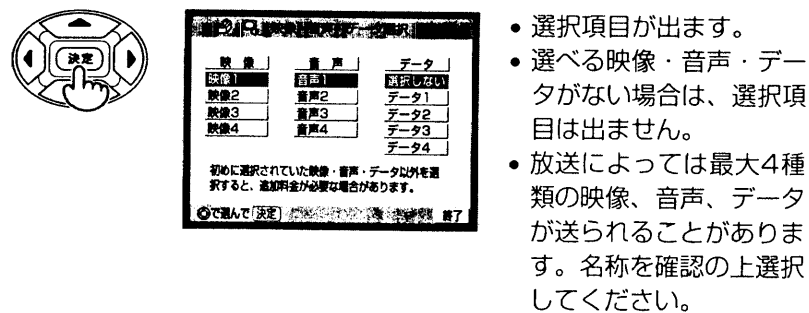 決定
映像・音声・データ選択
映 像 音 声 データ
映像1 音声1 選択しない
映像2 音声2 データ1
映像3 音声3 データ2
映像4 音声4 データ3
データ4
初めに選択されていた映像・音声・データ以外を選
択すると、追加料金が必要な場合があります。
で選んで 決定 終了
• 選択項目が出ます。
• 選べる映像・音声・デー
タがない場合は、選択項
目は出ません。
• 放送によっては最大4種
類の映像、音声、データ
が送られることがありま
す。名称を確認の上選択
してください。